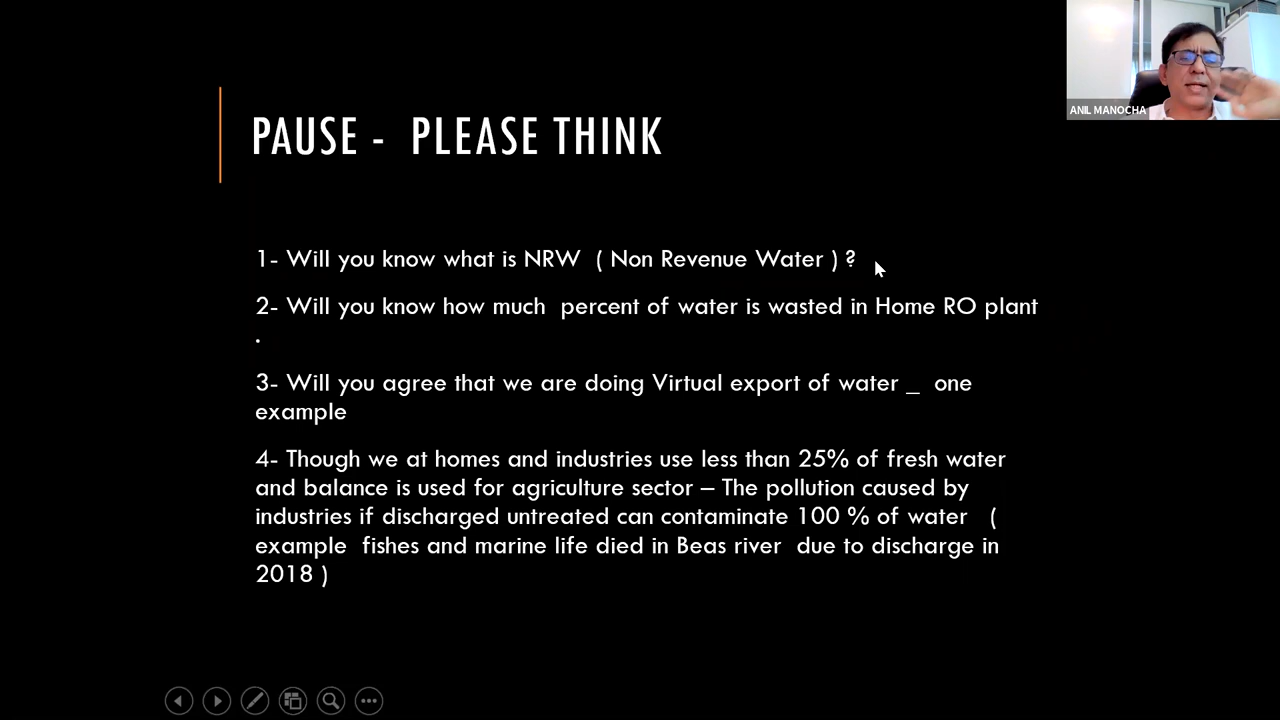 PAUSE - PLEASE THINK
ANIL MANOCHA
1- Will you know what is NRW ( Non Revenue Water ) ?
2- Will you know how much percent of water is wasted in Home RO plant
.
3- Will you agree that we are doing Virtual export of water _ one
example
4- Though we at homes and industries use less than 25% of fresh water
and balance is used for agriculture sector – The pollution caused by
industries if discharged untreated can contaminate 100 % of water (
example fishes and marine life died in Beas river due to discharge in
2018 )